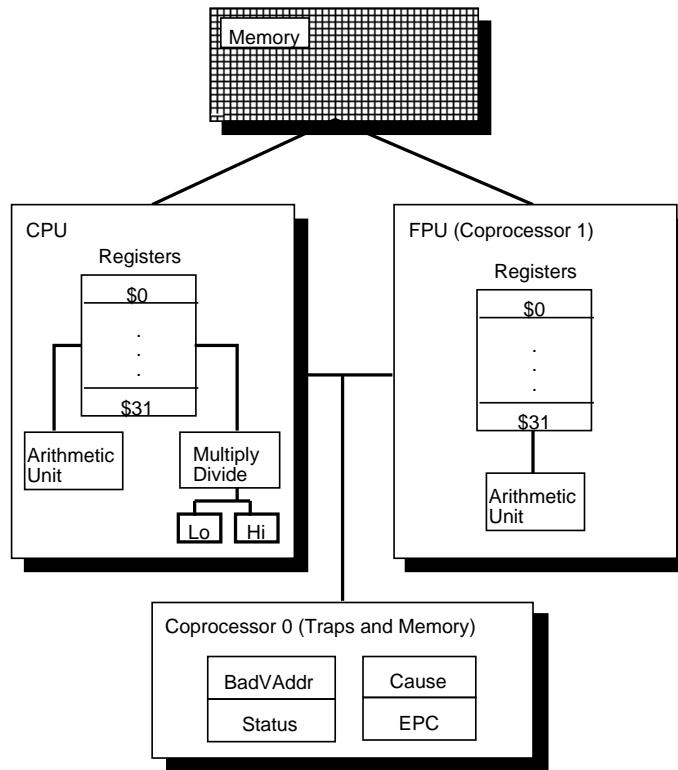 Memory
CPU
Registers
$0
.
.
.
$31
Arithmetic
Unit
Multiply
Divide
Lo
Hi
FPU (Coprocessor 1)
Registers
$0
.
.
.
$31
Arithmetic
Unit
Coprocessor 0 (Traps and Memory)
BadVAddr
Cause
Status
EPC